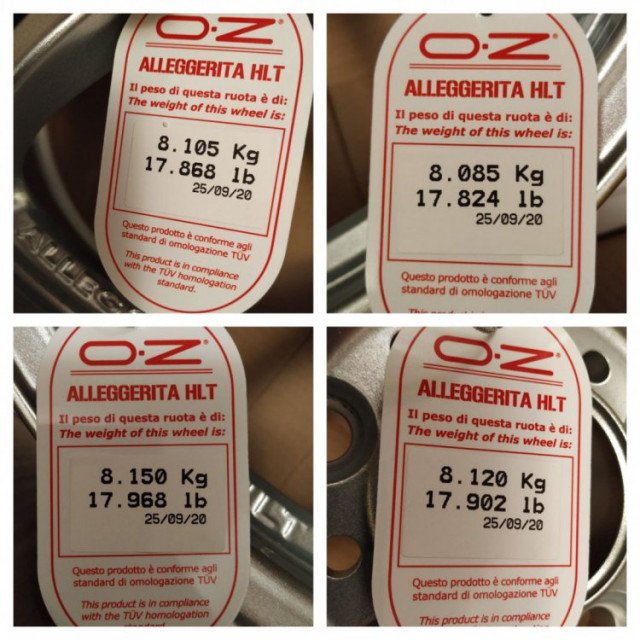 O·Z
ALLEGGERITA HLT
Il peso di questa ruota è di:
The weight of this wheel is:
8.105 Kg
17.868 lb
25/09/20
Questo prodotto è conforme agli
standard di omologazione TÜV
This product is in compliance
with the TÜV homologation
standard.
ALLEG
O·Z
ALLEGGERITA HLT
Il peso di questa ruota è di:
The weight of this wheel is:
8.085 Kg
17.824 lb
25/09/20
Questo prodotto è conforme agli
standard di omologazione TÜV
O·Z
ALLEGGERITA HLT
Il peso di questa ruota è di:
The weight of this wheel is:
8.150 Kg
17.968 lb
25/09/20
Questo prodotto è conforme agli
standard di omologazione TÜV
This product is in compliance
with the TÜV homologation
O·Z
ALLEGGERITA HLT
Il peso di questa ruota è di:
The weight of this wheel is:
8.120 Kg
17.902 lb
25/09/20
Questo prodotto è conforme agli
standard di omologazione TÜV
This product is in compliance